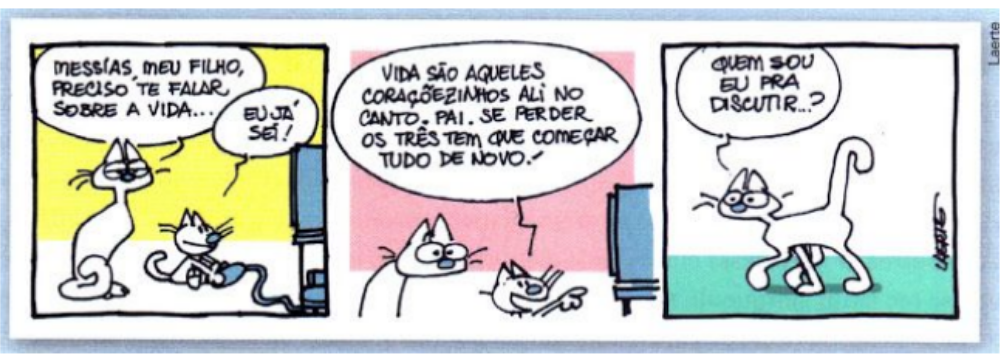 MESSIAS, MEU FILHO,
PRECISO TE FALAR
SOBRE A VIDA...
EU JÁ
SEI!
VIDA SÃO AQUELES
CORAÇÕEZINHOS ALI NO
CANTO, PAI. SE PERDER
OS TRÊS TEM QUE COMEÇAR
TUDO DE NOVO.
QUEM SOU
EU PRA
DISCUTIR...?
LAERTE
Laerte